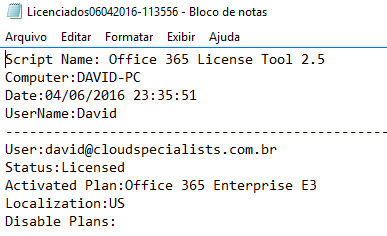 Licenciados06042016-113556 - Bloco de notas
Arquivo Editar Formatar Exibir Ajuda
Script Name: Office 365 License Tool 2.5
Computer:DAVID-PC
Date:04/06/2016 23:35:51
UserName:David
------------------------------------------------
User:david@cloudspecialists.com.br
Status:Licensed
Activated Plan:Office 365 Enterprise E3
Localization:US
Disable Plans: